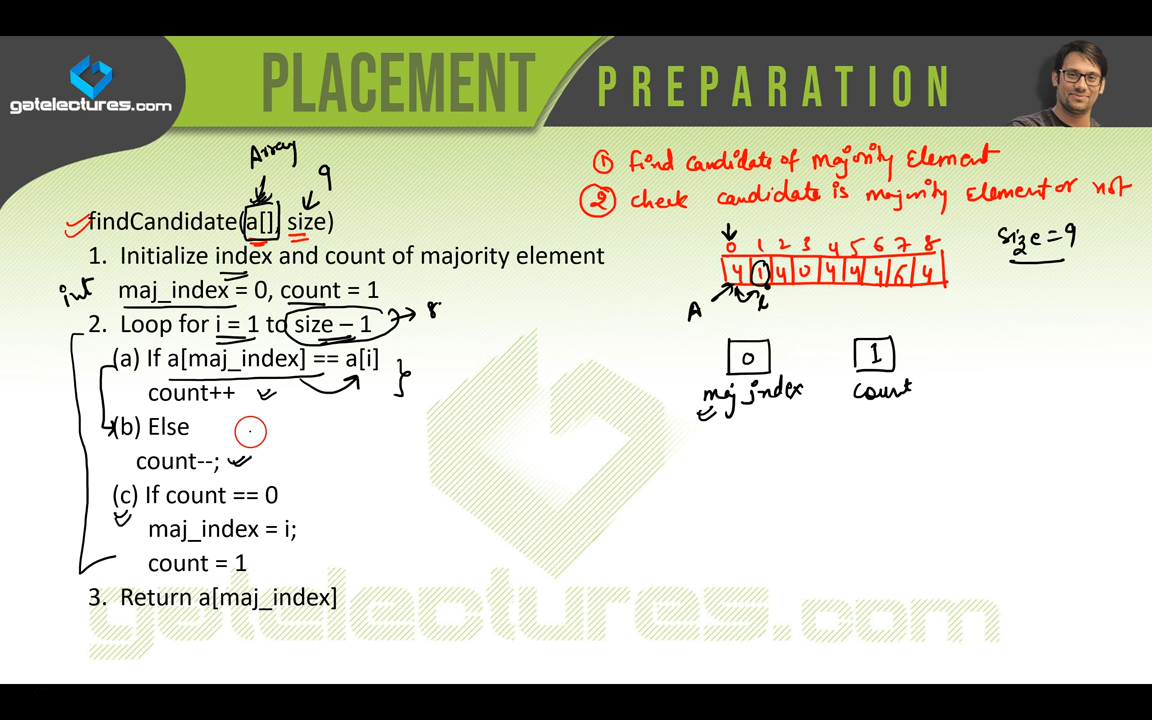 PLACEMENT PREPARATION
gatelectures.com
Array
9
findCandidate(a[], size)
1. Initialize index and count of majority element
int maj_index = 0, count = 1
2. Loop for i = 1 to size – 1 → 8
(a) If a[maj_index] == a[i]
count++
(b) Else
count--;
(c) If count == 0
maj_index = i;
count = 1
3. Return a[maj_index]
① Find candidate of majority Element
② check candidate is majority Element or not
size = 9
0 1 2 3 4 5 6 7 8
4 1 4 0 4 4 4 6 4
A i
0 1
maj index count
gatelectures.com